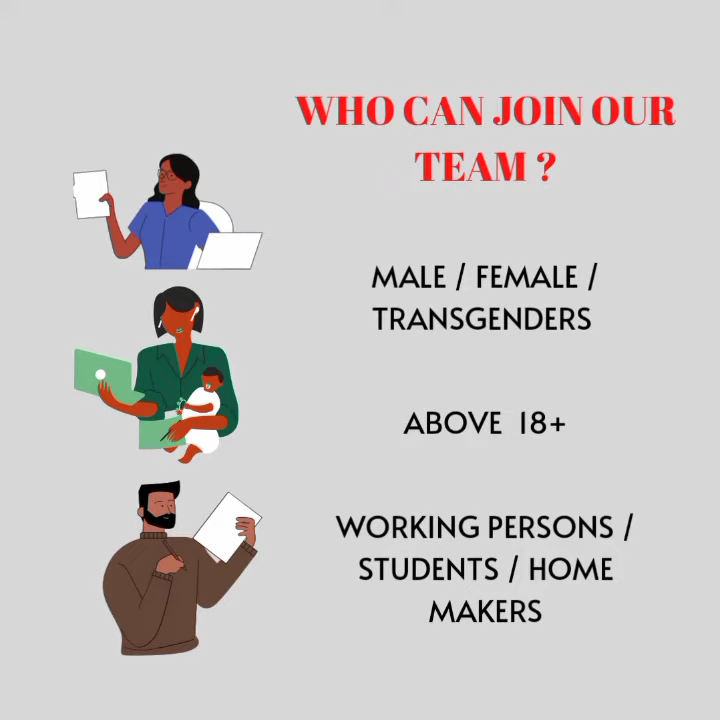 WHO CAN JOIN OUR
TEAM ?
MALE / FEMALE /
TRANSGENDERS
ABOVE 18+
WORKING PERSONS /
STUDENTS / HOME
MAKERS